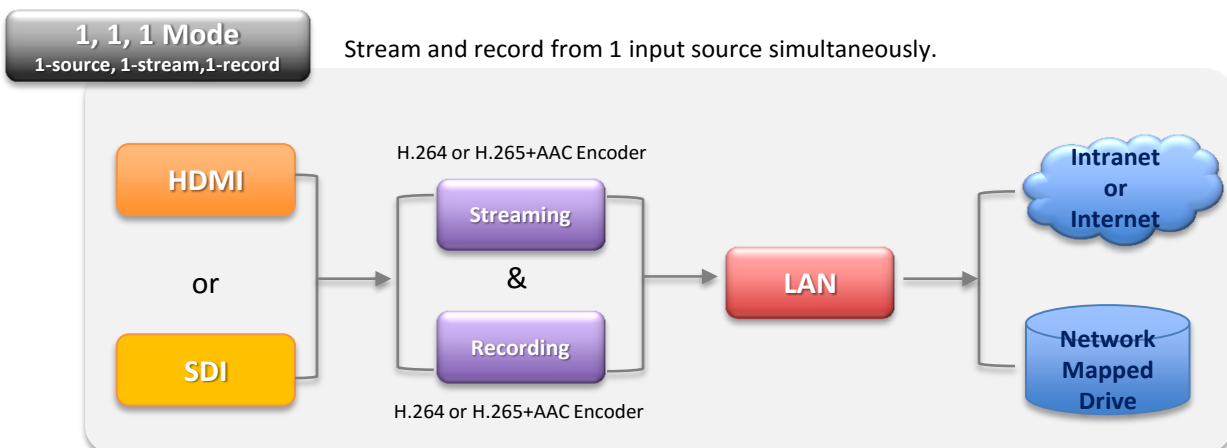 1, 1, 1 Mode
1-source, 1-stream,1-record
Stream and record from 1 input source simultaneously.
HDMI
or
SDI
H.264 or H.265+AAC Encoder
Streaming
&
Recording
H.264 or H.265+AAC Encoder
LAN
Intranet
or
Internet
Network
Mapped
Drive